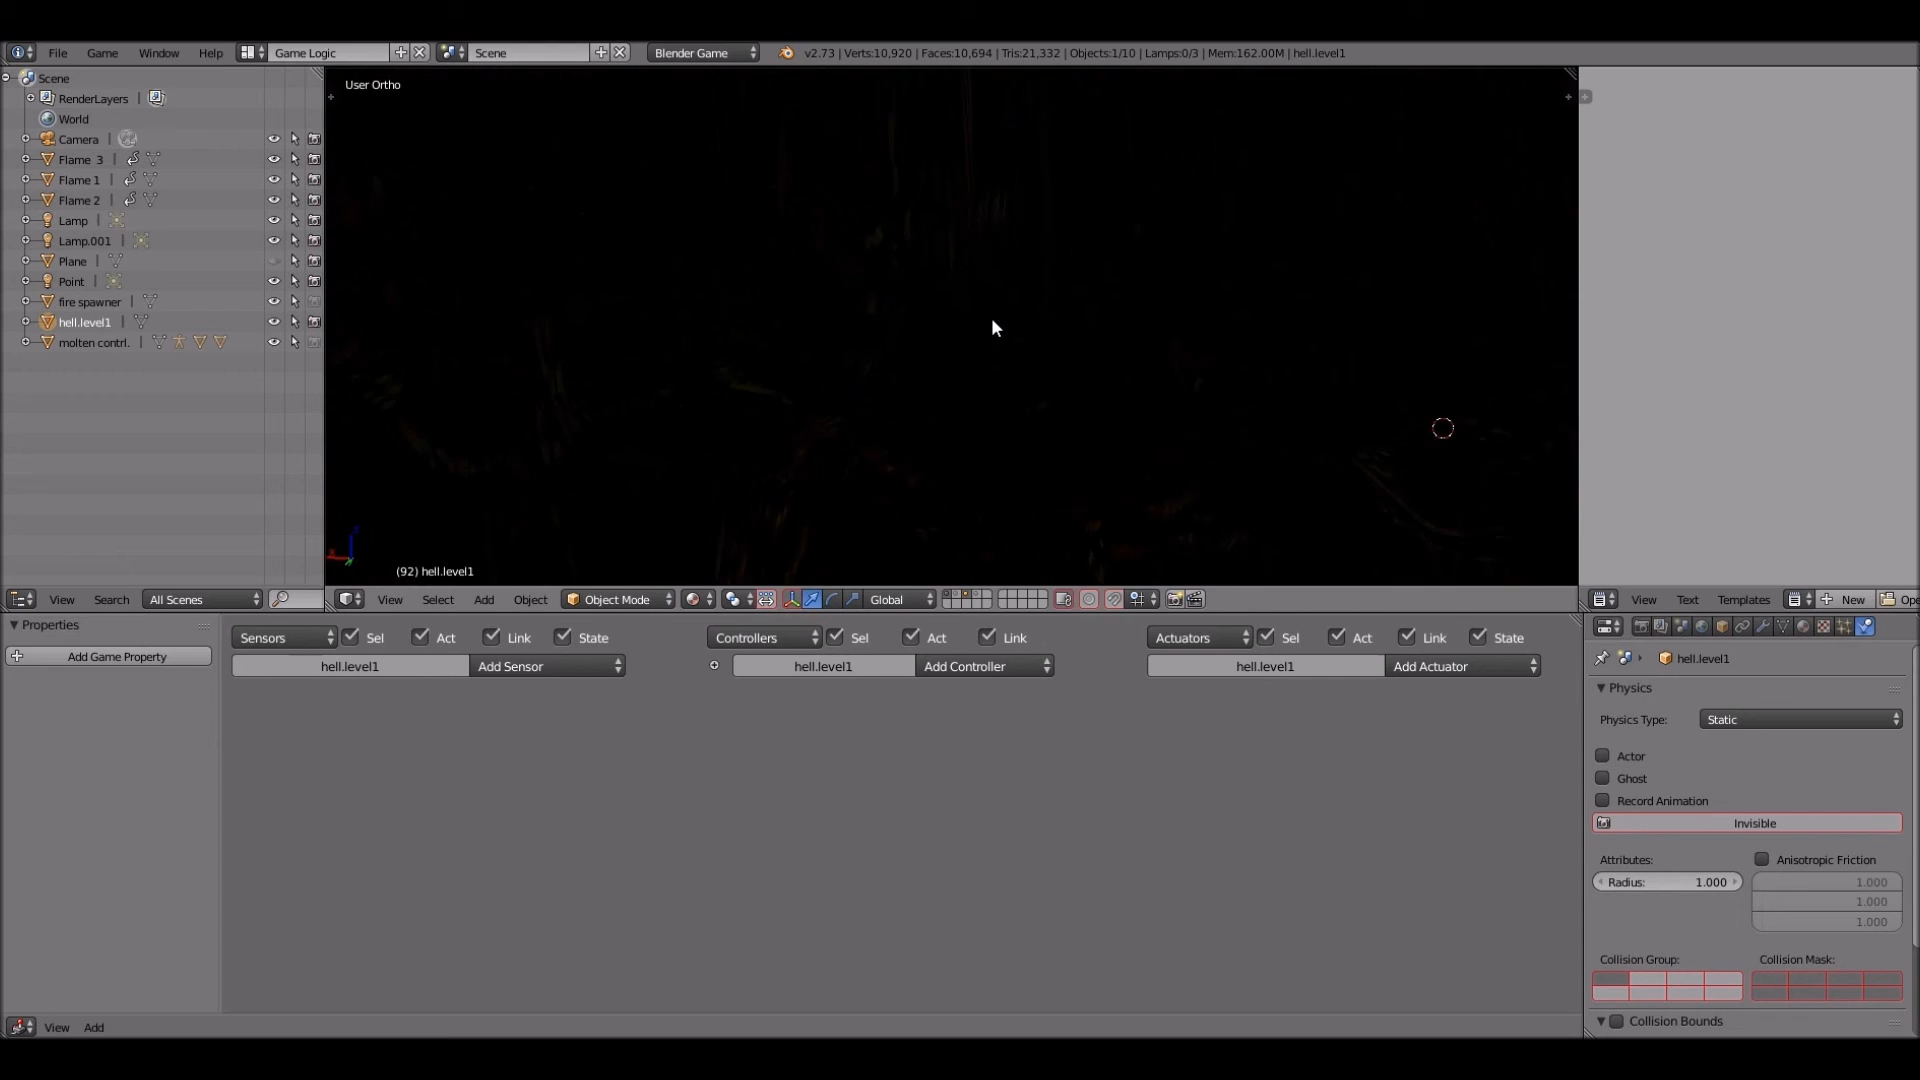 File Game Window Help Game Logic Scene Blender Game v2.73 | Verts:10,920 | Faces:10,694 | Tris:21,332 | Objects:1/10 | Lamps:0/3 | Mem:162.00M | hell.level1
Scene
RenderLayers
World
Camera
Flame 3
Flame 1
Flame 2
Lamp
Lamp.001
Plane
Point
fire spawner
hell.level1
molten contrl.
User Ortho
(92) hell.level1
View Search All Scenes
View Select Add Object Object Mode Global
View Text Templates New Ope
Properties
Add Game Property
Sensors Sel Act Link State
hell.level1 Add Sensor
Controllers Sel Act Link
hell.level1 Add Controller
Actuators Sel Act Link State
hell.level1 Add Actuator
hell.level1
Physics
Physics Type: Static
Actor
Ghost
Record Animation
Invisible
Attributes: Anisotropic Friction
Radius: 1.000 1.000
1.000
1.000
Collision Group: Collision Mask:
Collision Bounds
View Add